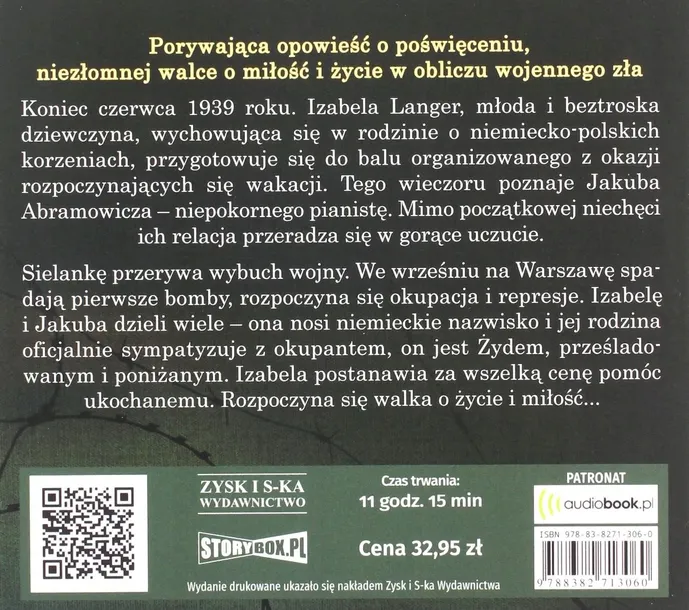 Porywająca opowieść o poświęceniu,
niezłomnej walce o miłość i życie w obliczu wojennego zła
Koniec czerwca 1939 roku. Izabela Langer, młoda i beztroska
dziewczyna, wychowująca się w rodzinie o niemiecko-polskich
korzeniach, przygotowuje się do balu organizowanego z okazji
rozpoczynających się wakacji. Tego wieczoru poznaje Jakuba
Abramowicza – niepokornego pianistę. Mimo początkowej niechęci
ich relacja przeradza się w gorące uczucie.
Sielankę przerywa wybuch wojny. We wrześniu na Warszawę spa-
dają pierwsze bomby, rozpoczyna się okupacja i represje. Izabelę
i Jakuba dzieli wiele – ona nosi niemieckie nazwisko i jej rodzina
oficjalnie sympatyzuje z okupantem, on jest Żydem, prześlado-
wanym i poniżanym. Izabela postanawia za wszelką cenę pomóc
ukochanemu. Rozpoczyna się walka o życie i miłość...
ZYSK I S-KA
WYDAWNICTWO
STORYBOX.PL
Czas trwania:
11 godz. 15 min
Cena 32,95 zł
PATRONAT
audiobook.pl
ISBN 978-83-8271-306-0
9 788382 713060
Wydanie drukowane ukazało się nakładem Zysk i S-ka Wydawnictwa